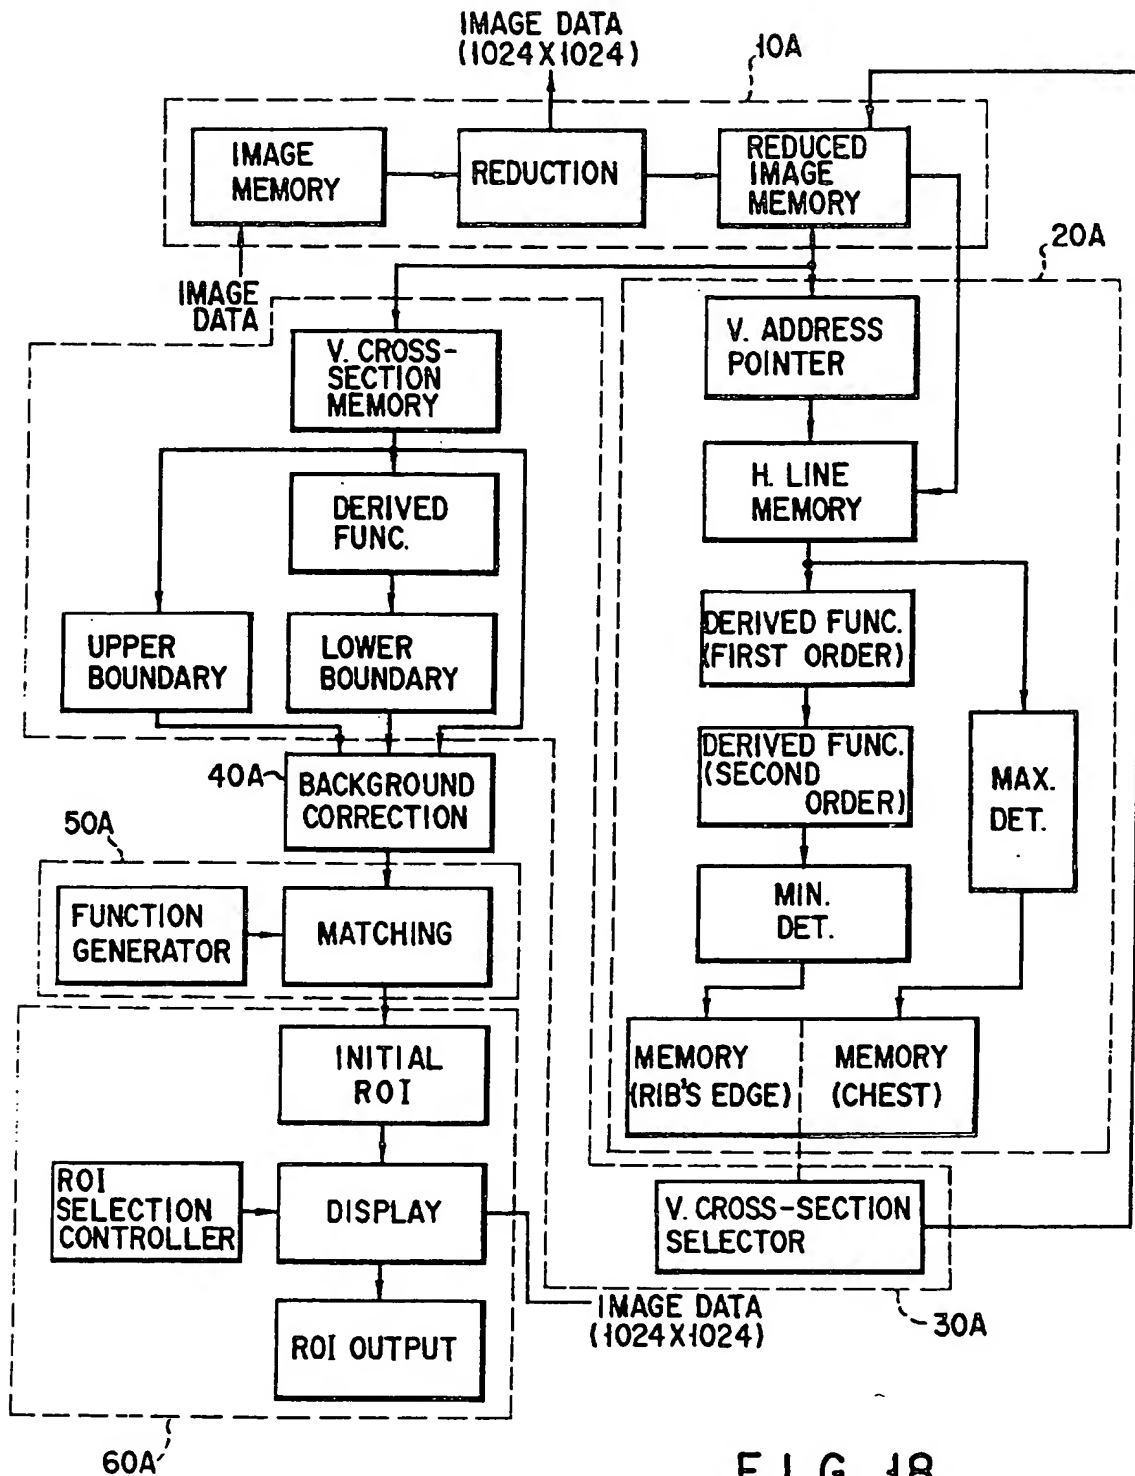 IMAGE DATA
(1024X1024)
10A
IMAGE
MEMORY
REDUCTION
REDUCED
IMAGE
MEMORY
20A
IMAGE
DATA
V. CROSS-
SECTION
MEMORY
V. ADDRESS
POINTER
H. LINE
MEMORY
DERIVED
FUNC.
DERIVED FUNC.
(FIRST ORDER)
UPPER
BOUNDARY
LOWER
BOUNDARY
DERIVED FUNC.
(SECOND
ORDER)
MAX.
DET.
40A
BACKGROUND
CORRECTION
50A
MIN.
DET.
FUNCTION
GENERATOR
MATCHING
INITIAL
ROI
MEMORY
(RIB'S EDGE)
MEMORY
(CHEST)
ROI
SELECTION
CONTROLLER
DISPLAY
V. CROSS-SECTION
SELECTOR
IMAGE DATA
(1024X1024)
30A
ROI OUTPUT
60A
FIG. 18